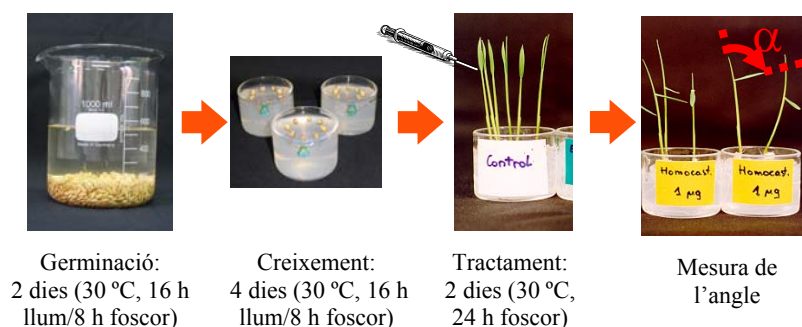 1000 ml
Control
α
Homocast.
1 µg
Homocast.
1 µg
Germinació:
2 dies (30 ºC, 16 h
llum/8 h foscor)
Creixement:
4 dies (30 ºC, 16 h
llum/8 h foscor)
Tractament:
2 dies (30 ºC,
24 h foscor)
Mesura de
l’angle